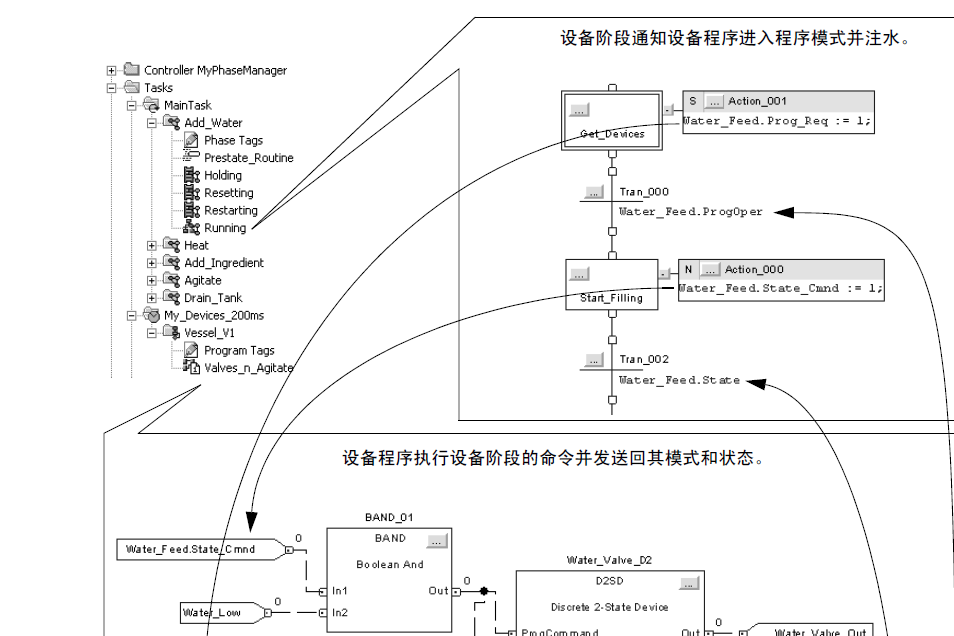 设备阶段通知设备程序进入程序模式并注水。
Controller MyPhaseManager
Tasks
MainTask
Add_Water
Phase Tags
Prestate_Routine
Holding
Resetting
Restarting
Running
Heat
Add_Ingredient
Agitate
Drain_Tank
My_Devices_200ms
Vessel_V1
Program Tags
Valves_n_Agitate
...
Get_Devices
S ... Action_001
Water_Feed.Prog_Req := 1;
... Tran_000
Water_Feed.ProgOper
...
Start_Filling
N ... Action_000
Water_Feed.State_Cmnd := 1;
... Tran_002
Water_Feed.State
设备程序执行设备阶段的命令并发送回其模式和状态。
Water_Feed.State_Cmnd
0
Water_Low
0
BAND_01
BAND ...
Boolean And
In1
Out
0
In2
Water_Valve_D2
D2SD ...
Discrete 2-State Device
ProgCommand
Out
0
Water_Valve_Out